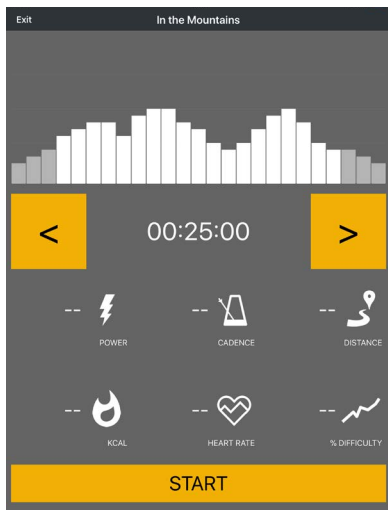 Exit In the Mountains
< 00:25:00 >
-- -- --
POWER CADENCE DISTANCE
-- -- --
KCAL HEART RATE % DIFFICULTY
START